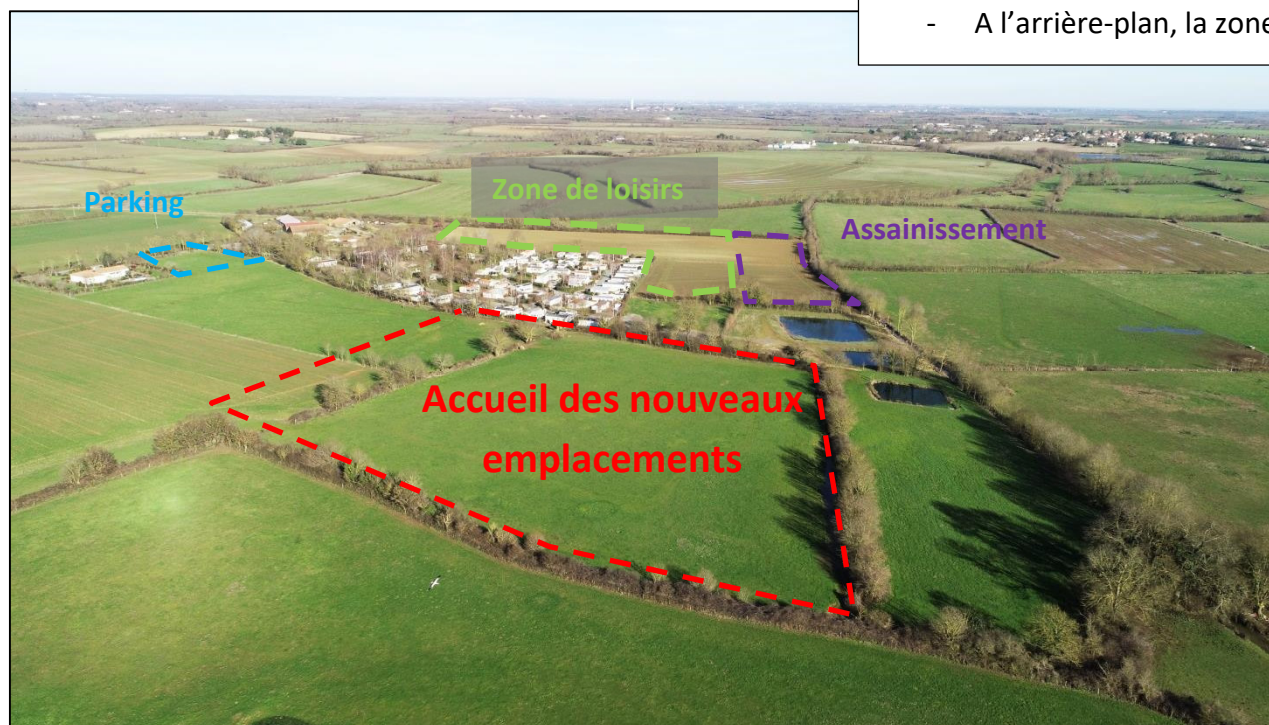 - A l’arrière-plan, la zone
Zone de loisirs
Parking
Assainissement
Accueil des nouveaux
emplacements